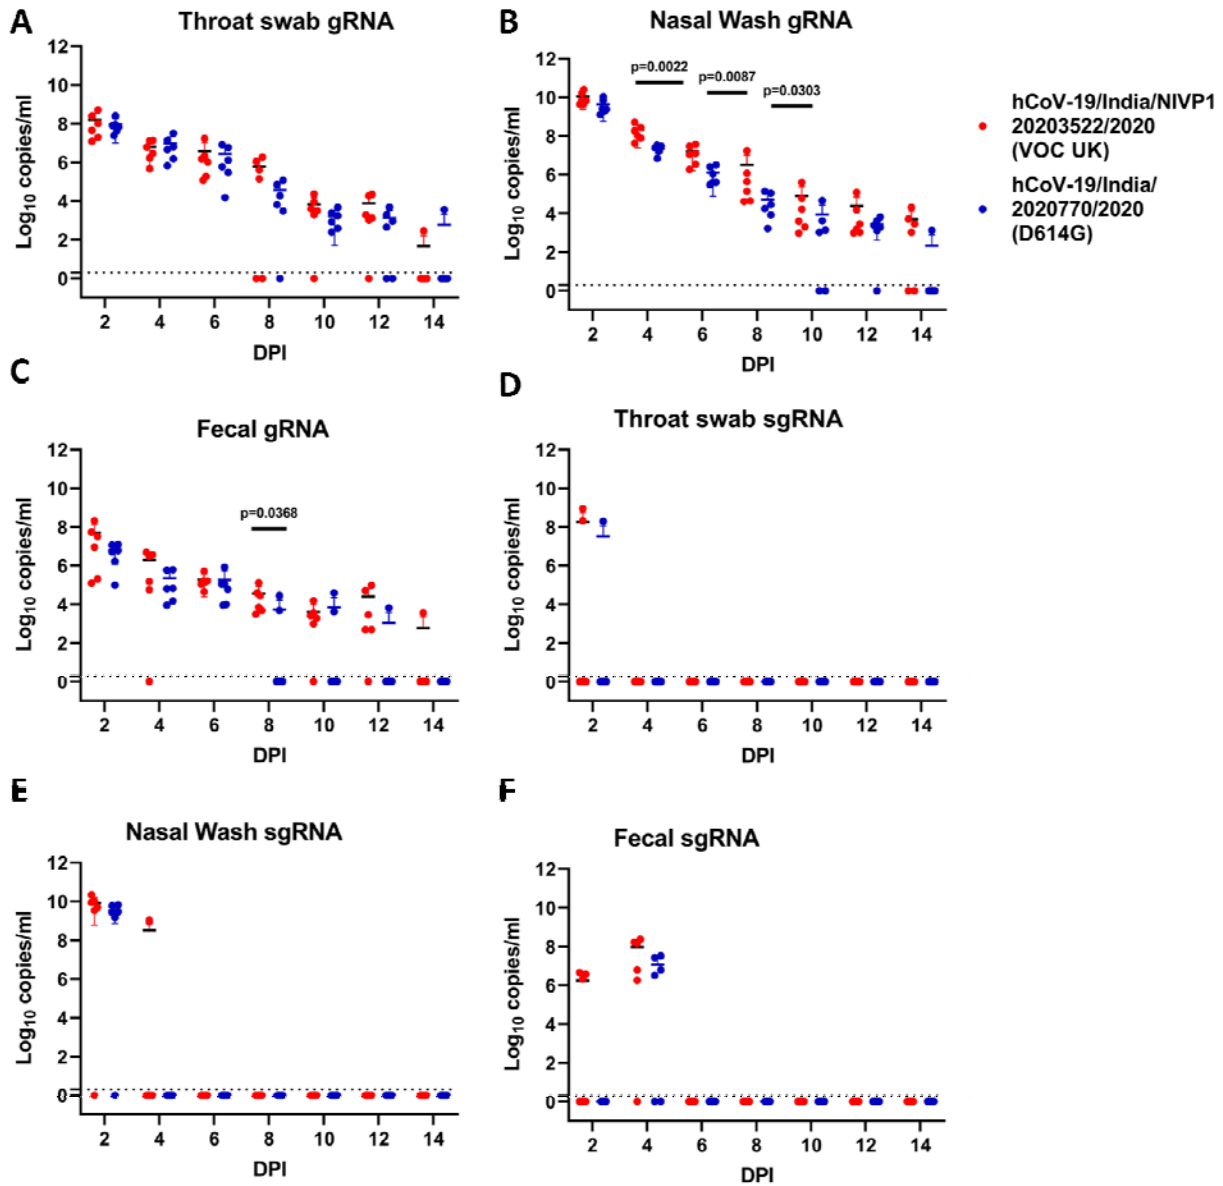 A
Throat swab gRNA
Log10 copies/ml
12
10
8
6
4
2
0
2 4 6 8 10 12 14
DPI
B
Nasal Wash gRNA
Log10 copies/ml
12
10
8
6
4
2
0
p=0.0022
p=0.0087
p=0.0303
2 4 6 8 10 12 14
DPI
hCoV-19/India/NIVP1
20203522/2020
(VOC UK)
hCoV-19/India/
2020770/2020
(D614G)
C
Fecal gRNA
Log10 copies/ml
12
10
8
6
4
2
0
p=0.0368
2 4 6 8 10 12 14
DPI
D
Throat swab sgRNA
Log10 copies/ml
12
10
8
6
4
2
0
2 4 6 8 10 12 14
DPI
E
Nasal Wash sgRNA
Log10 copies/ml
12
10
8
6
4
2
0
2 4 6 8 10 12 14
DPI
F
Fecal sgRNA
Log10 copies/ml
12
10
8
6
4
2
0
2 4 6 8 10 12 14
DPI